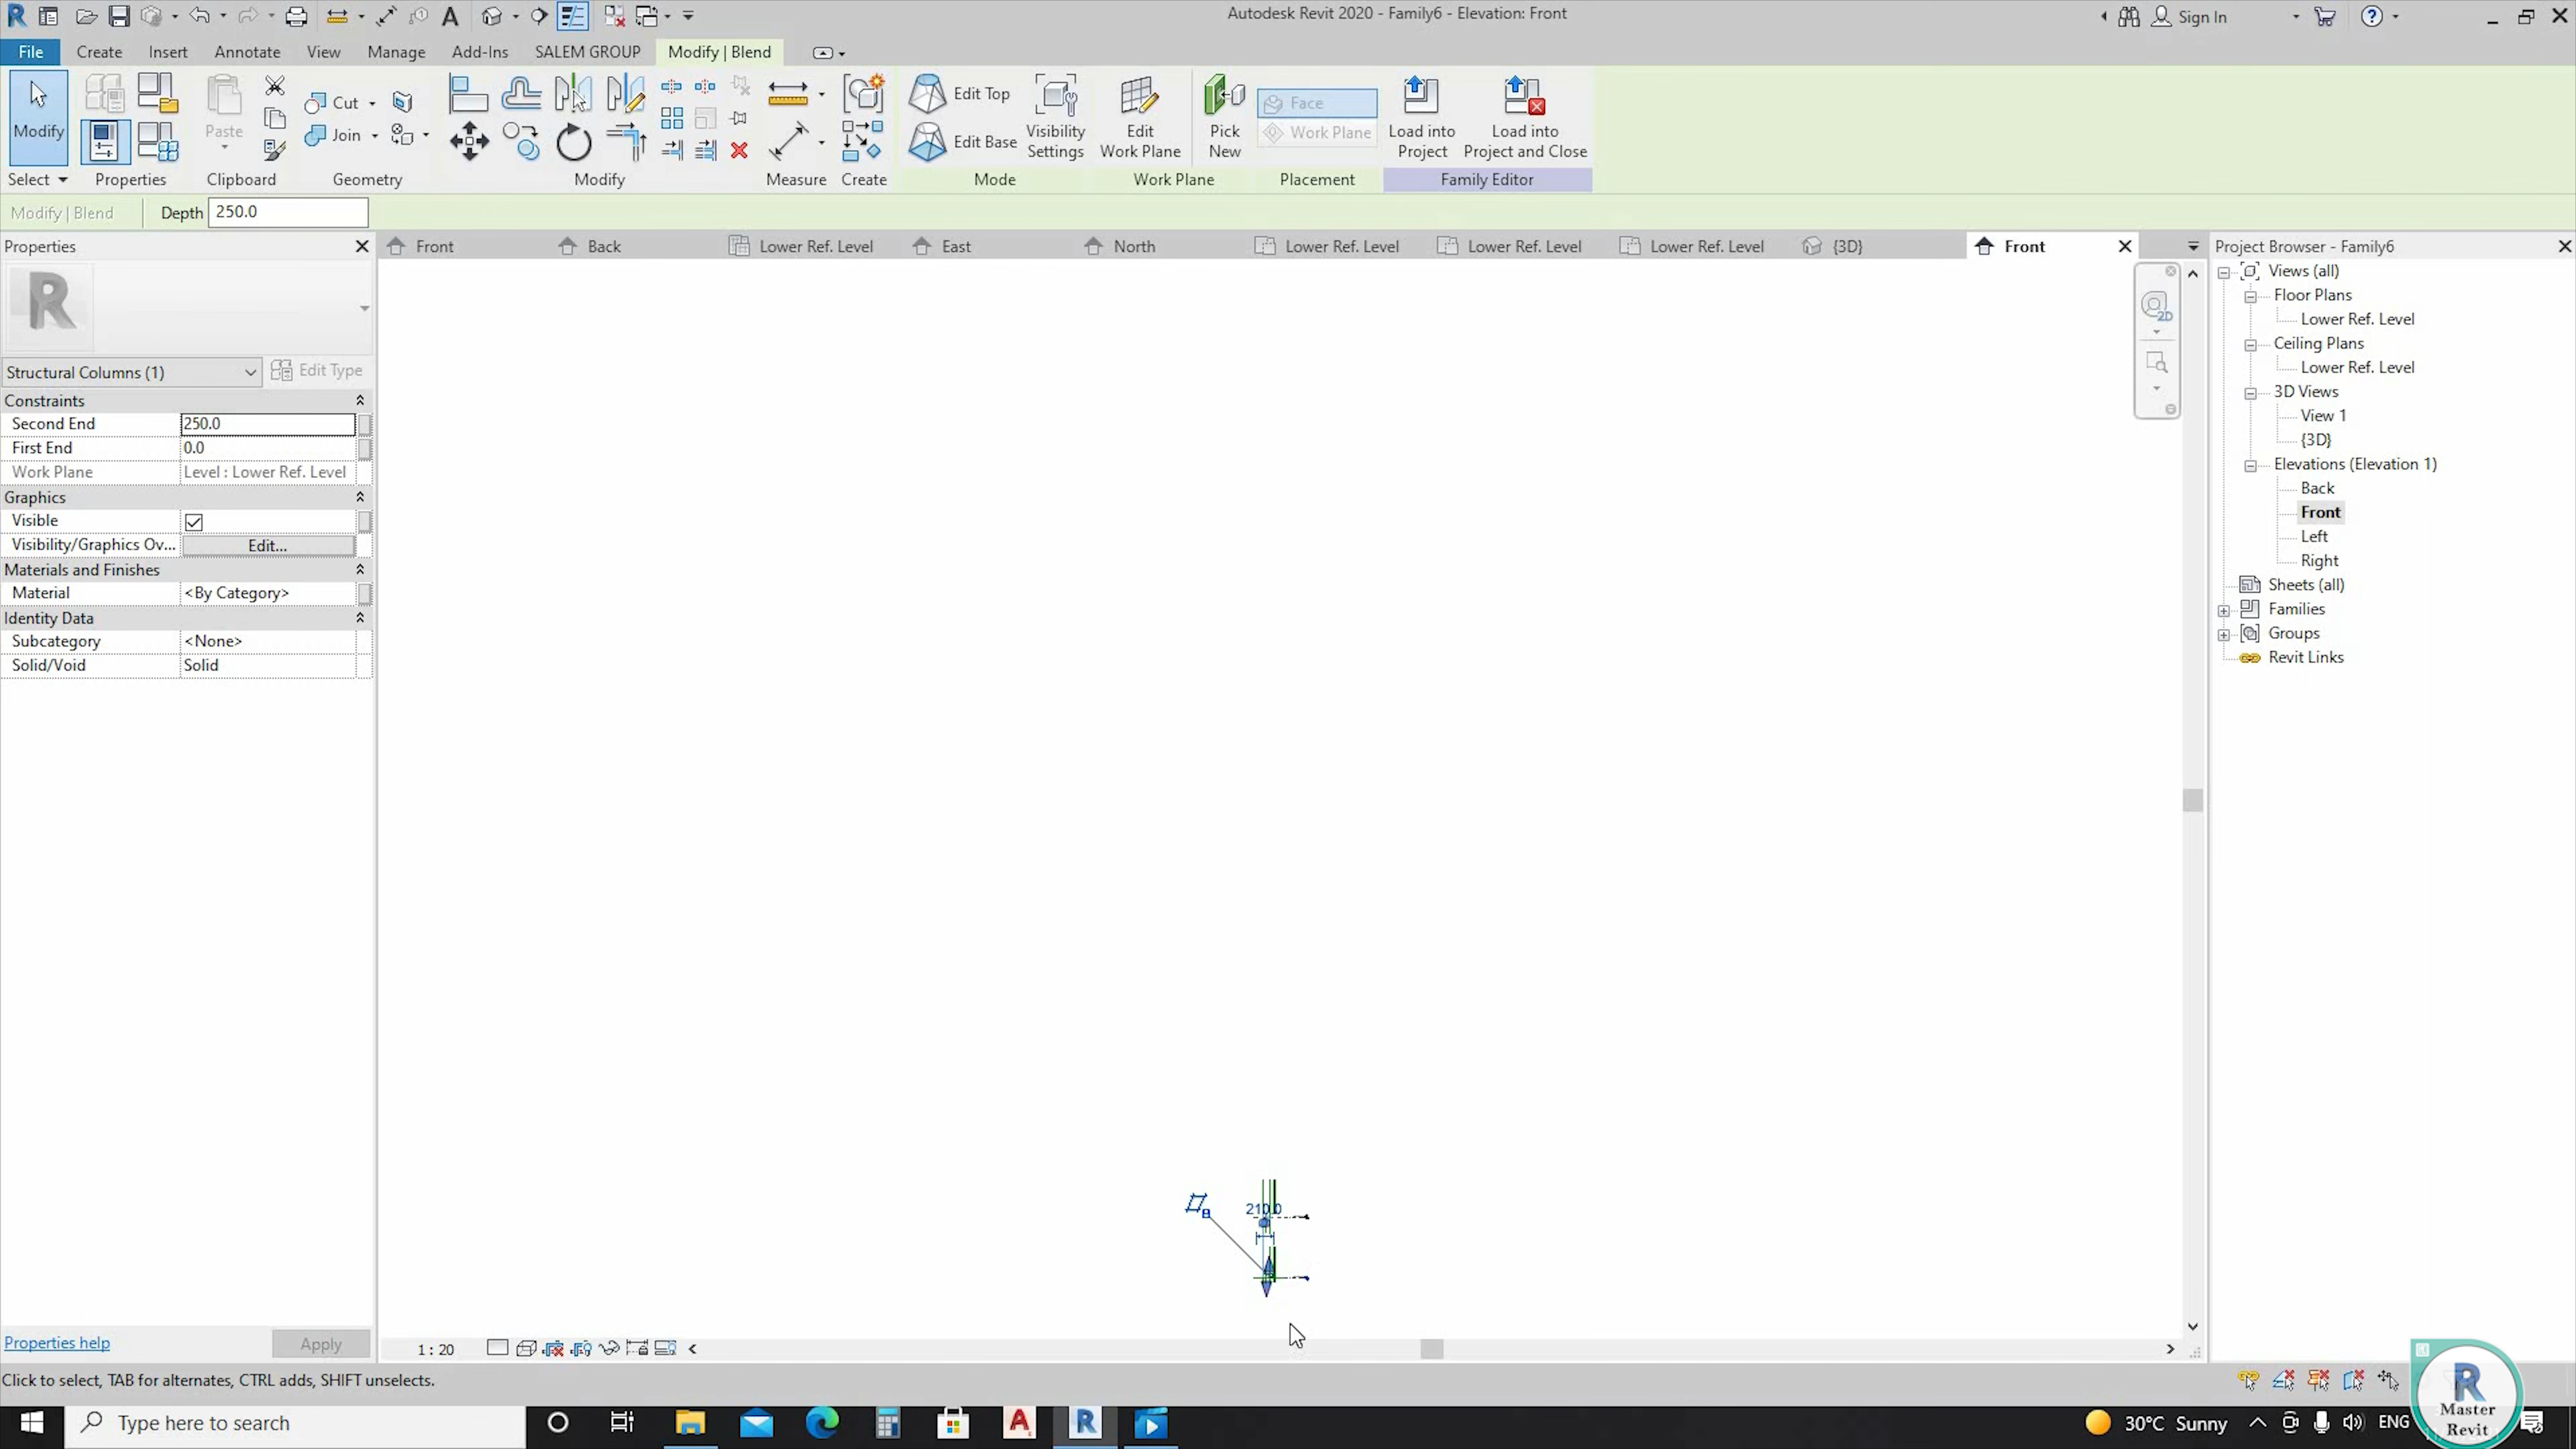 Autodesk Revit 2020 - Family6 - Elevation: Front
Sign In
File Create Insert Annotate View Manage Add-Ins SALEM GROUP Modify | Blend
Modify
Paste
Cut
Join
Edit Top
Edit Base
Visibility Settings
Edit Work Plane
Pick New
Face
Work Plane
Load into Project
Load into Project and Close
Select Properties Clipboard Geometry Modify Measure Create Mode Work Plane Placement Family Editor
Modify | Blend Depth 250.0
Properties
Front Back Lower Ref. Level East North Lower Ref. Level Lower Ref. Level Lower Ref. Level {3D} Front
Project Browser - Family6
R
Structural Columns (1) Edit Type
Constraints
Second End 250.0
First End 0.0
Work Plane Level : Lower Ref. Level
Graphics
Visible
Visibility/Graphics Ov... Edit...
Materials and Finishes
Material <By Category>
Identity Data
Subcategory <None>
Solid/Void Solid
2D
Views (all)
Floor Plans
Lower Ref. Level
Ceiling Plans
Lower Ref. Level
3D Views
View 1
{3D}
Elevations (Elevation 1)
Back
Front
Left
Right
Sheets (all)
Families
Groups
Revit Links
210.0
Properties help Apply
1 : 20
Click to select, TAB for alternates, CTRL adds, SHIFT unselects.
Type here to search
30°C Sunny
ENG
R
Master
Revit